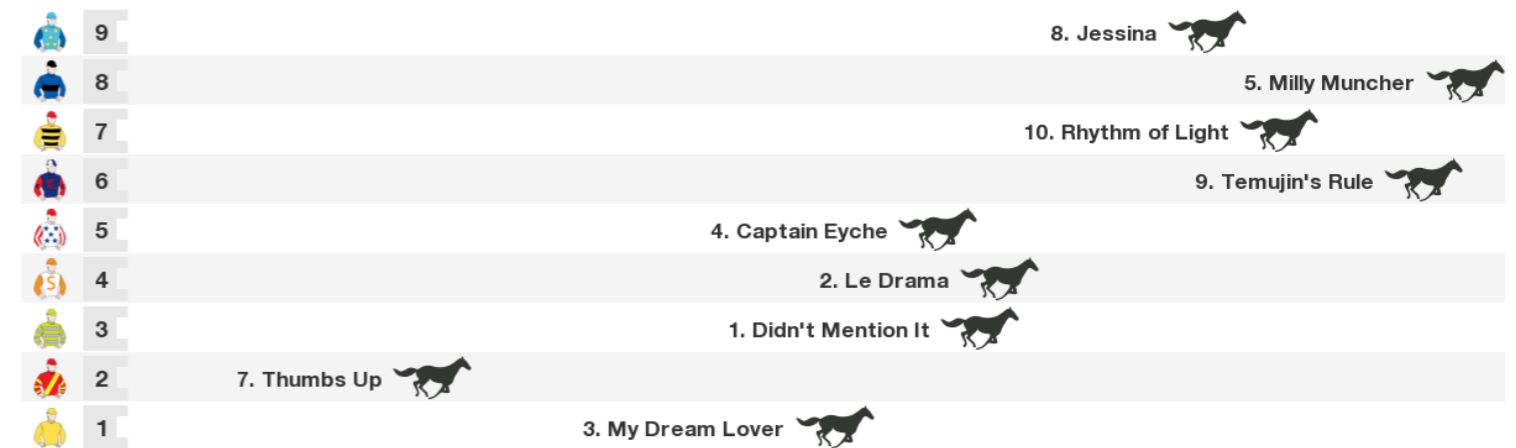 9 8. Jessina
8 5. Milly Muncher
7 10. Rhythm of Light
6 9. Temujin's Rule
5 4. Captain Eyche
S 4 2. Le Drama
3 1. Didn't Mention It
2 7. Thumbs Up
1 3. My Dream Lover